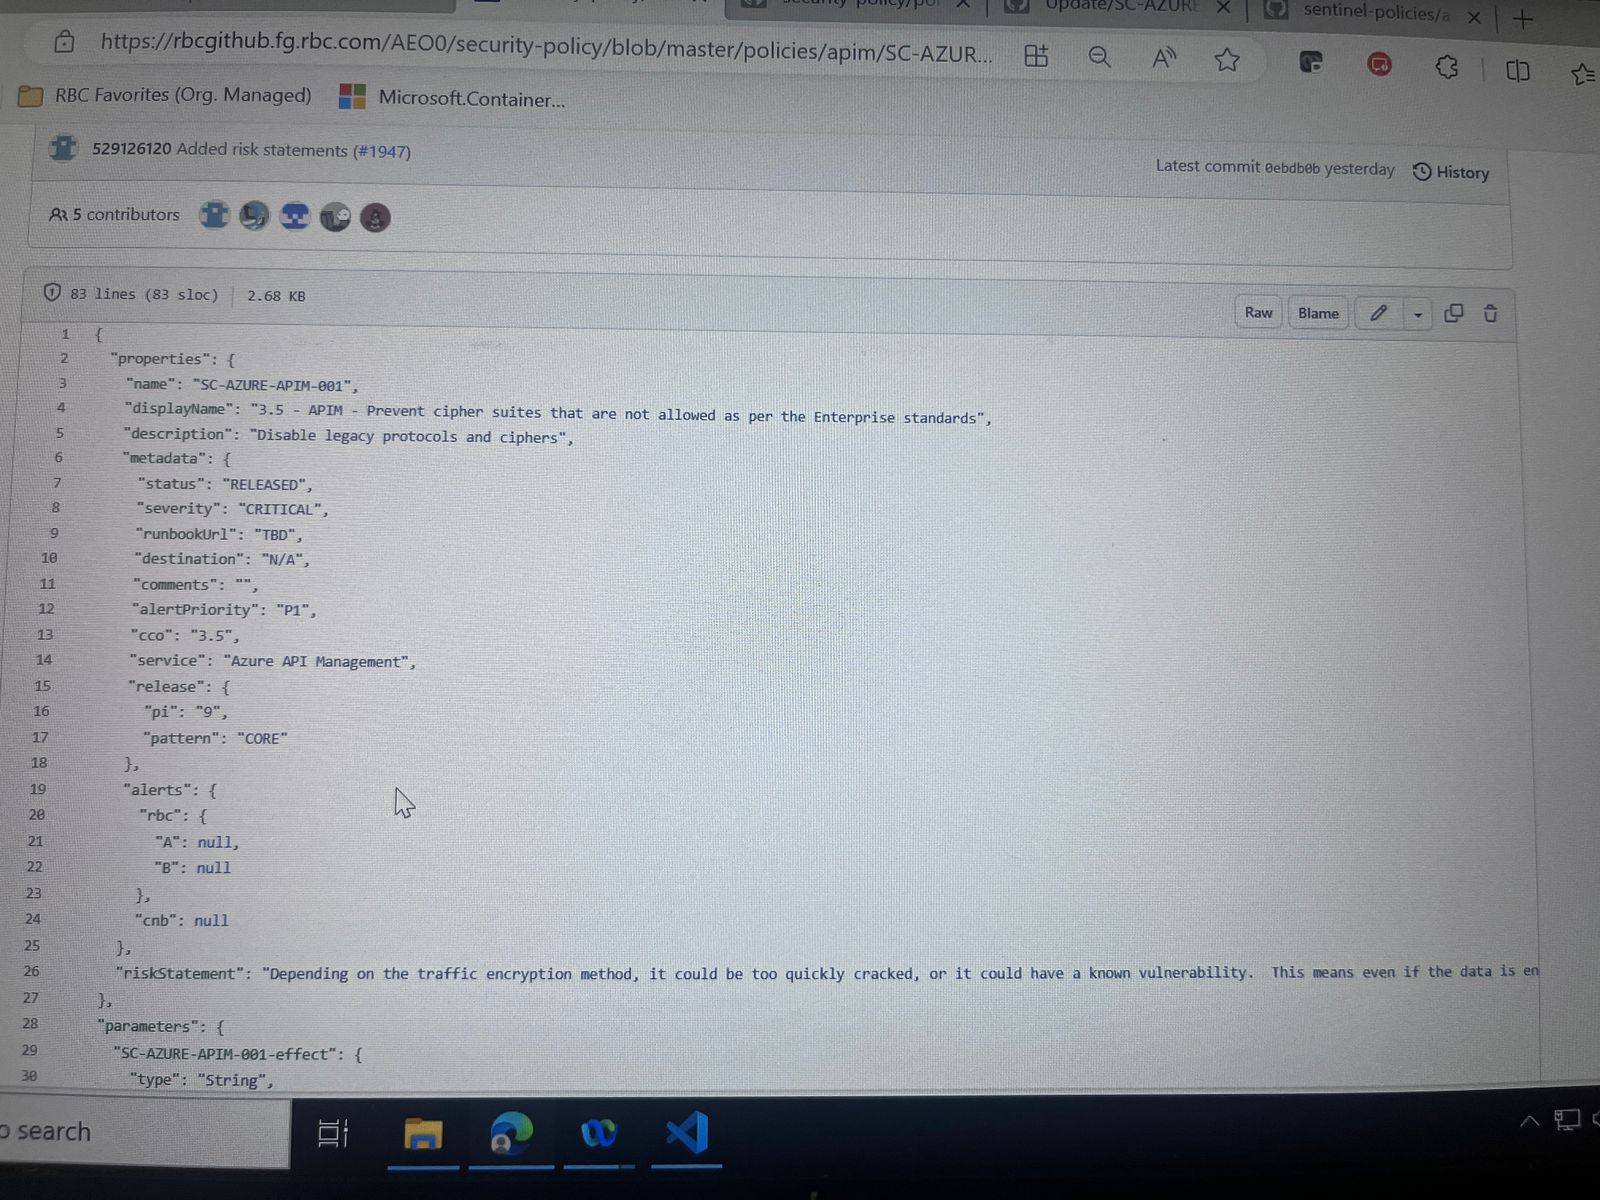 Update/SC-AZURE
sentinel-policies/a
https://rbcgithub.fg.rbc.com/AEO0/security-policy/blob/master/policies/apim/SC-AZUR...
RBC Favorites (Org. Managed)
Microsoft.Container...
529126120 Added risk statements (#1947)
Latest commit 0ebdb0b yesterday
History
5 contributors
83 lines (83 sloc)
2.68 KB
Raw
Blame
1 {
2 "properties": {
3 "name": "SC-AZURE-APIM-001",
4 "displayName": "3.5 - APIM - Prevent cipher suites that are not allowed as per the Enterprise standards",
5 "description": "Disable legacy protocols and ciphers",
6 "metadata": {
7 "status": "RELEASED",
8 "severity": "CRITICAL",
9 "runbookUrl": "TBD",
10 "destination": "N/A",
11 "comments": "",
12 "alertPriority": "P1",
13 "cco": "3.5",
14 "service": "Azure API Management",
15 "release": {
16 "pi": "9",
17 "pattern": "CORE"
18 },
19 "alerts": {
20 "rbc": {
21 "A": null,
22 "B": null
23 },
24 "cnb": null
25 },
26 "riskStatement": "Depending on the traffic encryption method, it could be too quickly cracked, or it could have a known vulnerability.  This means even if the data is en
27 },
28 "parameters": {
29 "SC-AZURE-APIM-001-effect": {
30 "type": "String",
search